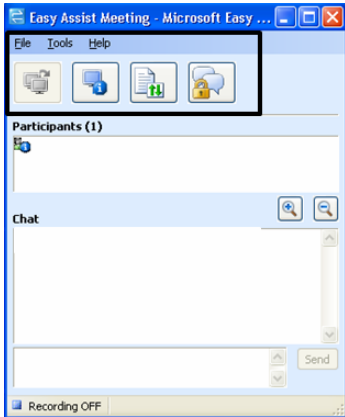 Easy Assist Meeting - Microsoft Easy ...
File Tools Help
Participants (1)
Chat
Send
Recording OFF